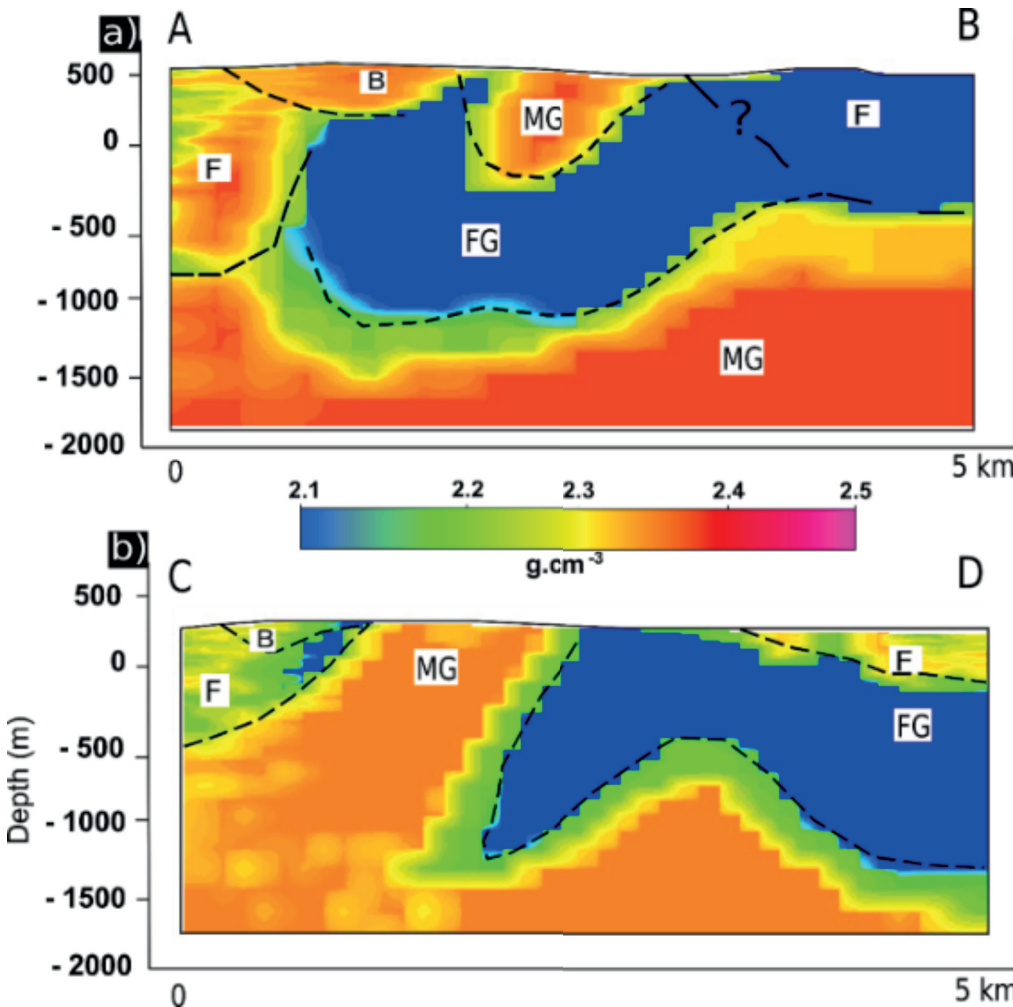 a) A B
500
0
- 500
- 1000
- 1500
- 2000
B
MG
?
F
F
FG
MG
0 5 km
2.1 2.2 2.3 2.4 2.5
g.cm⁻³
b) C D
500
0
- 500
- 1000
- 1500
- 2000
Depth (m)
B
F
MG
F
FG
0 5 km